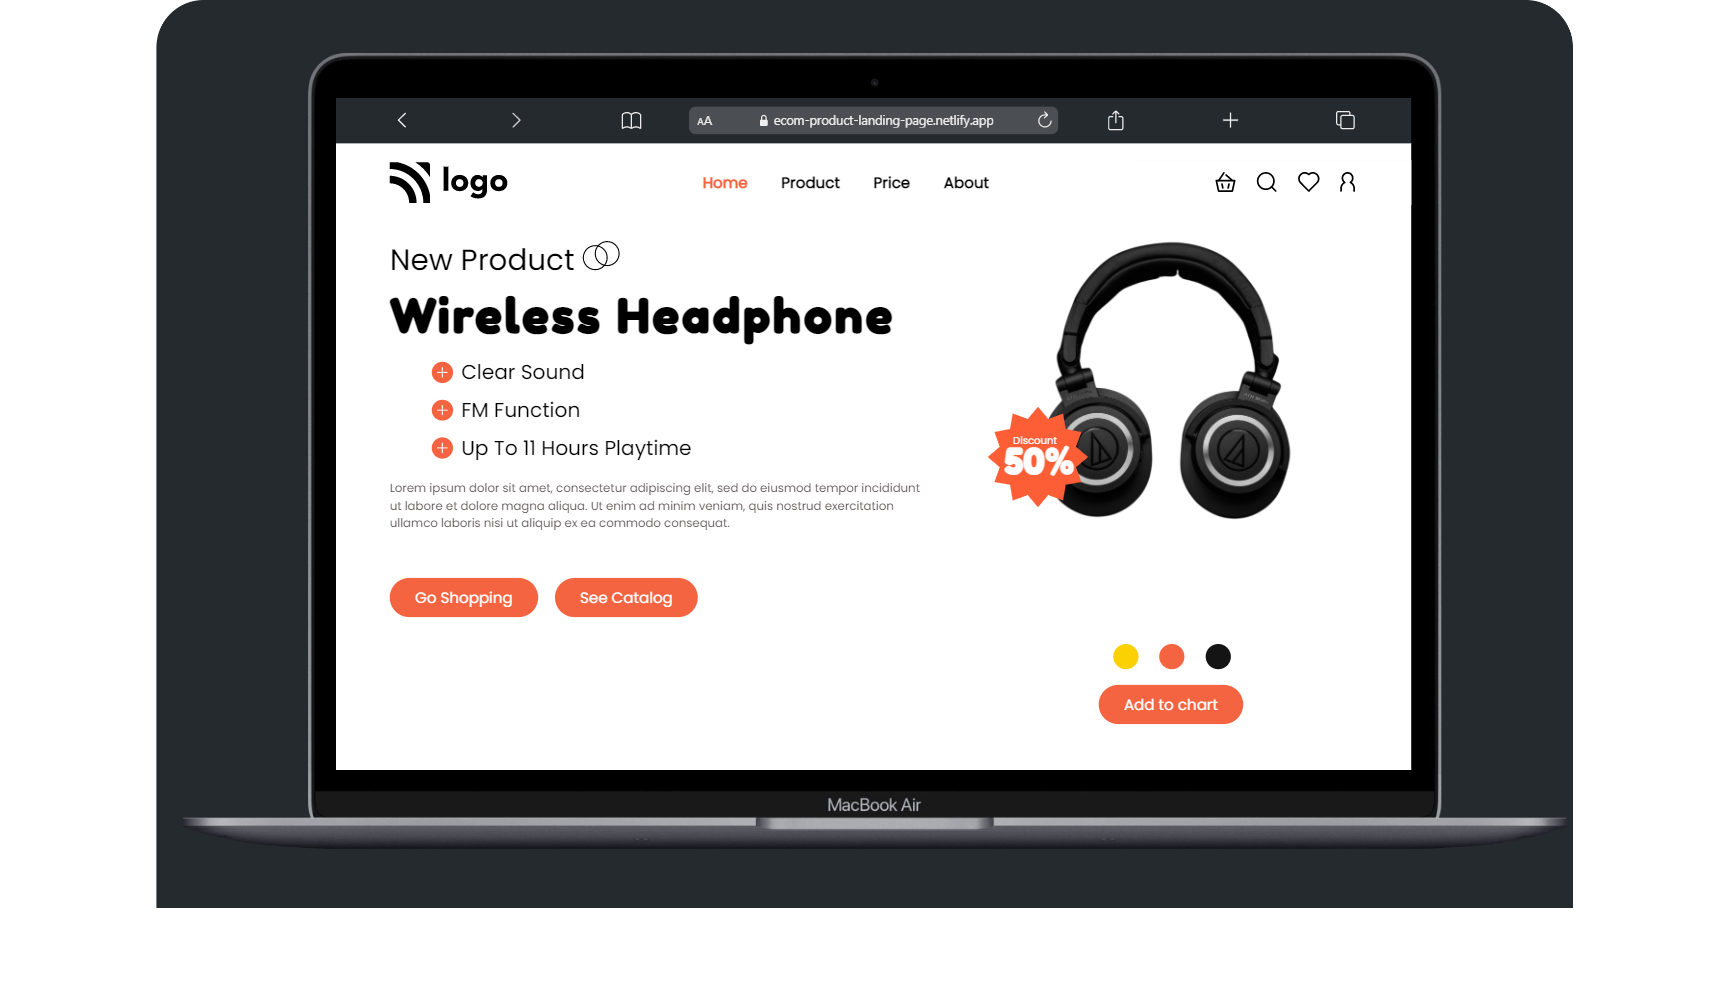 AA ecom-product-landing-page.netlify.app
logo Home Product Price About
New Product
Wireless Headphone
Clear Sound
FM Function
Up To 11 Hours Playtime
Discount
50%
Lorem ipsum dolor sit amet, consectetur adipiscing elit, sed do eiusmod tempor incididunt
ut labore et dolore magna aliqua. Ut enim ad minim veniam, quis nostrud exercitation
ullamco laboris nisi ut aliquip ex ea commodo consequat.
Go Shopping See Catalog
Add to chart
MacBook Air